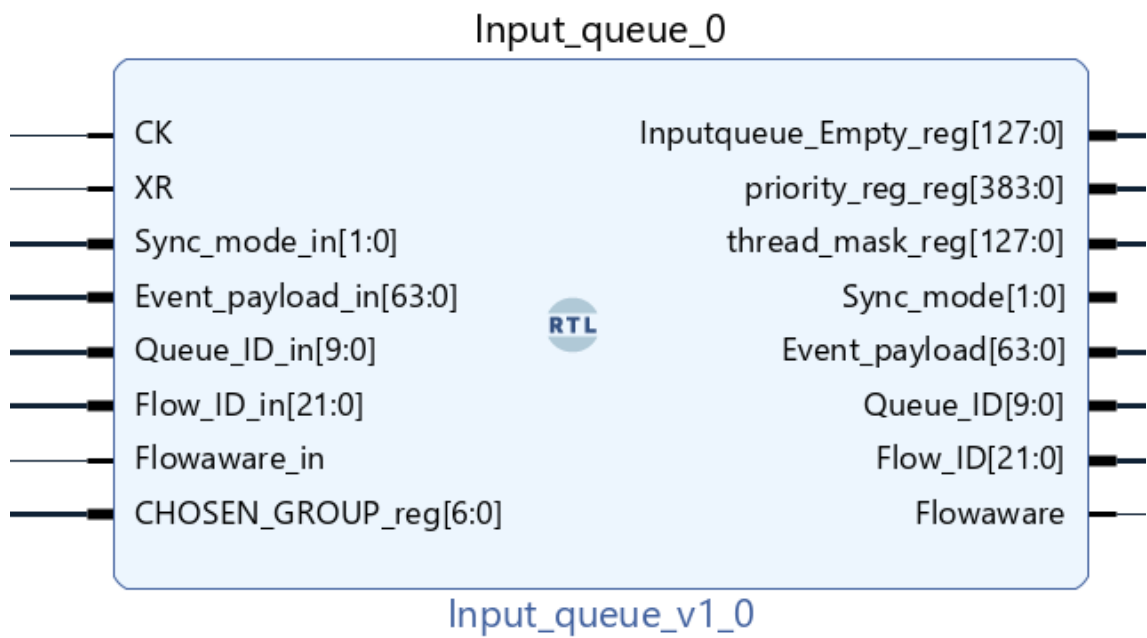 Input_queue_0
CK
XR
Sync_mode_in[1:0]
Event_payload_in[63:0]
Queue_ID_in[9:0]
Flow_ID_in[21:0]
Flowaware_in
CHOSEN_GROUP_reg[6:0]
RTL
Inputqueue_Empty_reg[127:0]
priority_reg_reg[383:0]
thread_mask_reg[127:0]
Sync_mode[1:0]
Event_payload[63:0]
Queue_ID[9:0]
Flow_ID[21:0]
Flowaware
Input_queue_v1_0